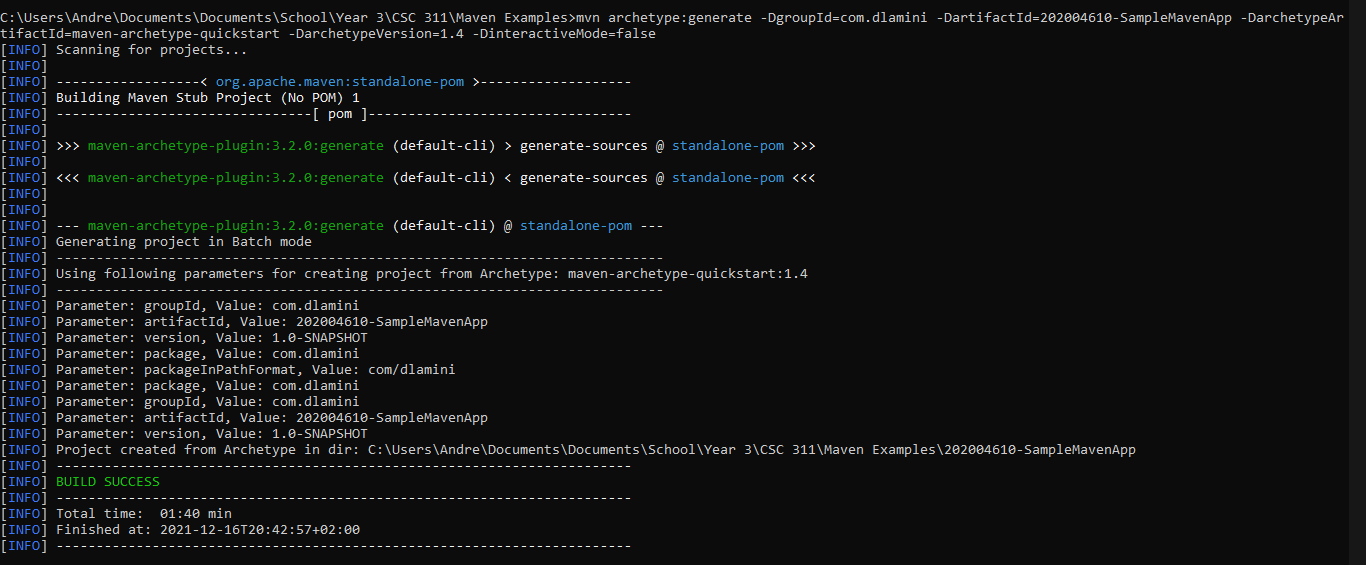 C:\Users\Andre\Documents\Documents\School\Year 3\CSC 311\Maven Examples>mvn archetype:generate -DgroupId=com.dlamini -DartifactId=202004610-SampleMavenApp -DarchetypeAr
tifactId=maven-archetype-quickstart -DarchetypeVersion=1.4 -DinteractiveMode=false
[INFO] Scanning for projects...
[INFO]
[INFO] ------------------< org.apache.maven:standalone-pom >-------------------
[INFO] Building Maven Stub Project (No POM) 1
[INFO] --------------------------------[ pom ]---------------------------------
[INFO]
[INFO] >>> maven-archetype-plugin:3.2.0:generate (default-cli) > generate-sources @ standalone-pom >>>
[INFO]
[INFO] <<< maven-archetype-plugin:3.2.0:generate (default-cli) < generate-sources @ standalone-pom <<<
[INFO]
[INFO]
[INFO] --- maven-archetype-plugin:3.2.0:generate (default-cli) @ standalone-pom ---
[INFO] Generating project in Batch mode
[INFO] ----------------------------------------------------------------------------
[INFO] Using following parameters for creating project from Archetype: maven-archetype-quickstart:1.4
[INFO] ----------------------------------------------------------------------------
[INFO] Parameter: groupId, Value: com.dlamini
[INFO] Parameter: artifactId, Value: 202004610-SampleMavenApp
[INFO] Parameter: version, Value: 1.0-SNAPSHOT
[INFO] Parameter: package, Value: com.dlamini
[INFO] Parameter: packageInPathFormat, Value: com/dlamini
[INFO] Parameter: package, Value: com.dlamini
[INFO] Parameter: groupId, Value: com.dlamini
[INFO] Parameter: artifactId, Value: 202004610-SampleMavenApp
[INFO] Parameter: version, Value: 1.0-SNAPSHOT
[INFO] Project created from Archetype in dir: C:\Users\Andre\Documents\Documents\School\Year 3\CSC 311\Maven Examples\202004610-SampleMavenApp
[INFO] ------------------------------------------------------------------------
[INFO] BUILD SUCCESS
[INFO] ------------------------------------------------------------------------
[INFO] Total time:  01:40 min
[INFO] Finished at: 2021-12-16T20:42:57+02:00
[INFO] ------------------------------------------------------------------------